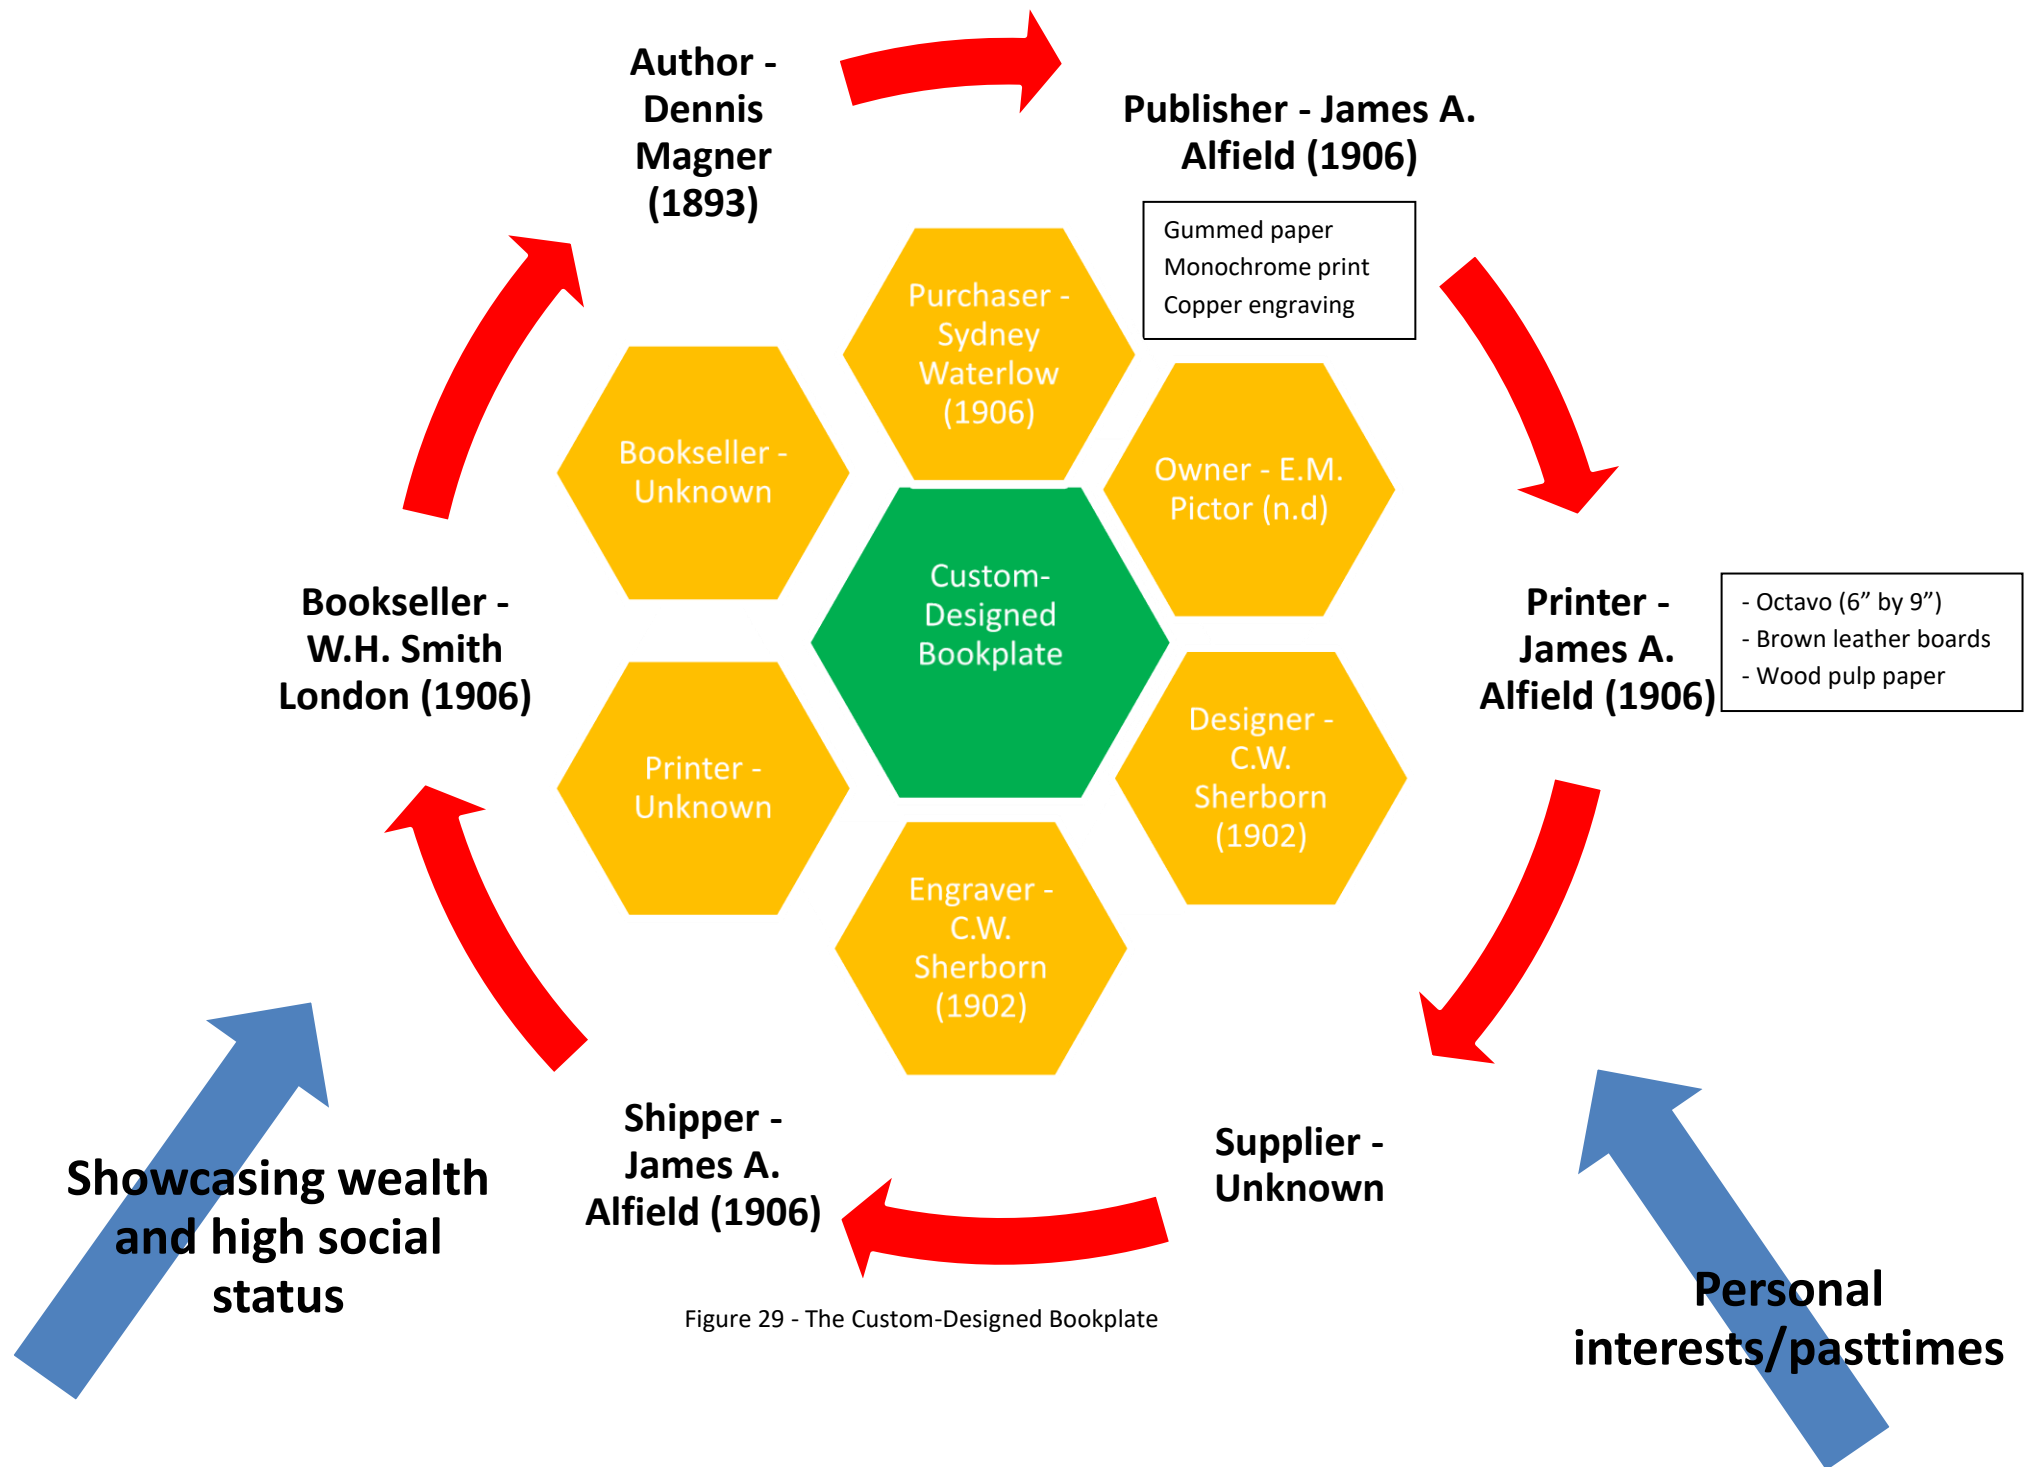 Author -
Dennis
Magner
(1893)
Publisher - James A.
Alfield (1906)
Gummed paper
Monochrome print
Copper engraving
Purchaser -
Sydney
Waterlow
(1906)
Bookseller -
Unknown
Owner - E.M.
Pictor (n.d)
Custom-
Designed
Bookplate
Bookseller -
W.H. Smith
London (1906)
Printer -
James A.
Alfield (1906)
- Octavo (6” by 9”)
- Brown leather boards
- Wood pulp paper
Printer -
Unknown
Designer -
C.W.
Sherborn
(1902)
Engraver -
C.W.
Sherborn
(1902)
Shipper -
James A.
Alfield (1906)
Supplier -
Unknown
Showcasing wealth
and high social
status
Personal
interests/pasttimes
Figure 29 - The Custom-Designed Bookplate